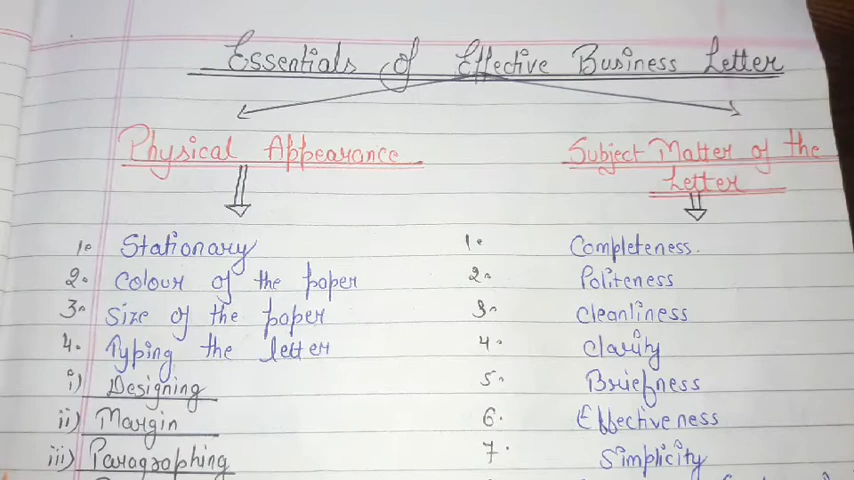 Essentials of Effective Business Letter
Physical Appearance
1. Stationary
2. Colour of the paper
3. Size of the paper
4. Typing the letter
i) Designing
ii) Margin
iii) Paragraphing
Subject Matter of the
Letter
1. Completeness.
2. Politeness
3. Cleanliness
4. Clarity
5. Briefness
6. Effectiveness
7. Simplicity